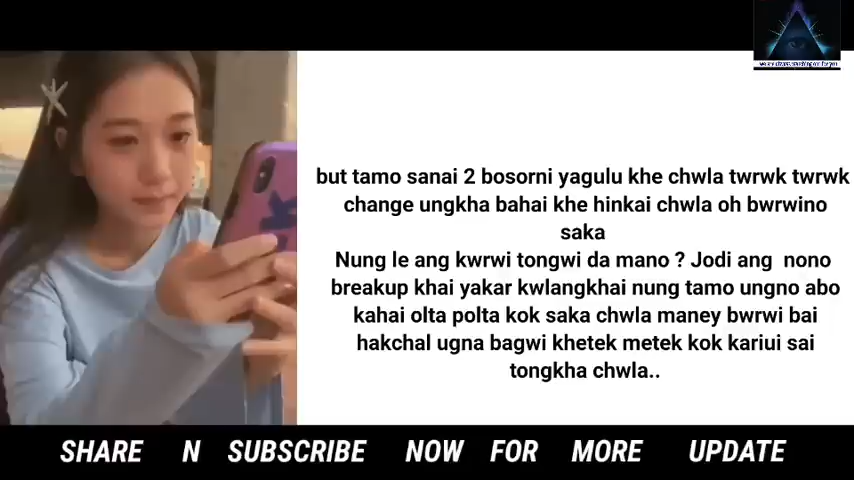 but tamo sanai 2 bosorni yagulu khe chwla twrwk twrwk
change ungkha bahai khe hinkai chwla oh bwrwino
saka
Nung le ang kwrwi tongwi da mano ? Jodi ang nono
breakup khai yakar kwlangkhai nung tamo ungno abo
kahai olta polta kok saka chwla maney bwrwi bai
hakchal ugna bagwi khetek metek kok kariui sai
tongkha chwla..
SHARE N SUBSCRIBE NOW FOR MORE UPDATE